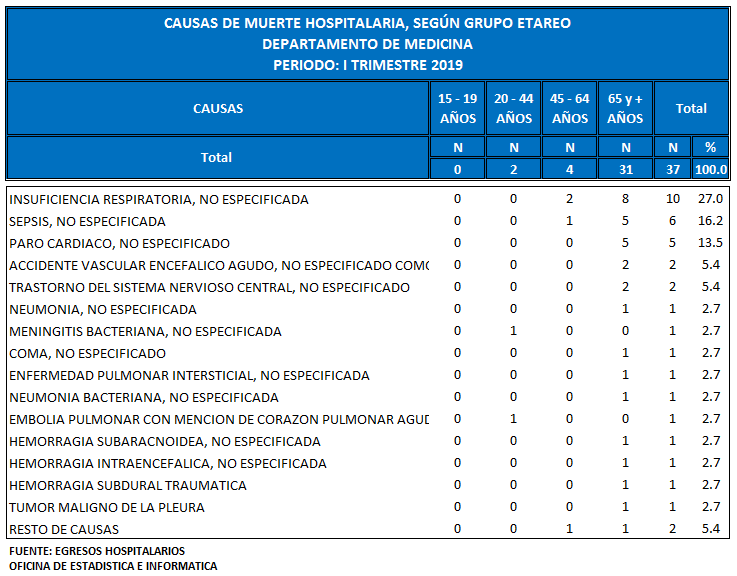 CAUSAS DE MUERTE HOSPITALARIA, SEGÚN GRUPO ETAREO
DEPARTAMENTO DE MEDICINA
PERIODO: I TRIMESTRE 2019
CAUSAS 15 - 19 AÑOS 20 - 44 AÑOS 45 - 64 AÑOS 65 y + AÑOS Total
Total N N N N N %
0 2 4 31 37 100.0
INSUFICIENCIA RESPIRATORIA, NO ESPECIFICADA 0 0 2 8 10 27.0
SEPSIS, NO ESPECIFICADA 0 0 1 5 6 16.2
PARO CARDIACO, NO ESPECIFICADO 0 0 0 5 5 13.5
ACCIDENTE VASCULAR ENCEFALICO AGUDO, NO ESPECIFICADO COMO 0 0 0 2 2 5.4
TRASTORNO DEL SISTEMA NERVIOSO CENTRAL, NO ESPECIFICADO 0 0 0 2 2 5.4
NEUMONIA, NO ESPECIFICADA 0 0 0 1 1 2.7
MENINGITIS BACTERIANA, NO ESPECIFICADA 0 1 0 0 1 2.7
COMA, NO ESPECIFICADO 0 0 0 1 1 2.7
ENFERMEDAD PULMONAR INTERSTICIAL, NO ESPECIFICADA 0 0 0 1 1 2.7
NEUMONIA BACTERIANA, NO ESPECIFICADA 0 0 0 1 1 2.7
EMBOLIA PULMONAR CON MENCION DE CORAZON PULMONAR AGUD 0 1 0 0 1 2.7
HEMORRAGIA SUBARACNOIDEA, NO ESPECIFICADA 0 0 0 1 1 2.7
HEMORRAGIA INTRAENCEFALICA, NO ESPECIFICADA 0 0 0 1 1 2.7
HEMORRAGIA SUBDURAL TRAUMATICA 0 0 0 1 1 2.7
TUMOR MALIGNO DE LA PLEURA 0 0 0 1 1 2.7
RESTO DE CAUSAS 0 0 1 1 2 5.4
FUENTE: EGRESOS HOSPITALARIOS
OFICINA DE ESTADISTICA E INFORMATICA